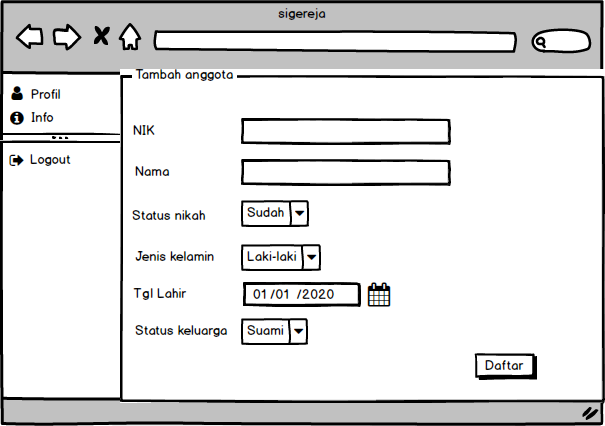 sigereja
Tambah anggota
Profil
Info
Logout
NIK
Nama
Status nikah Sudah
Jenis kelamin Laki-laki
Tgl Lahir 01/01 /2020
Status keluarga Suami
Daftar